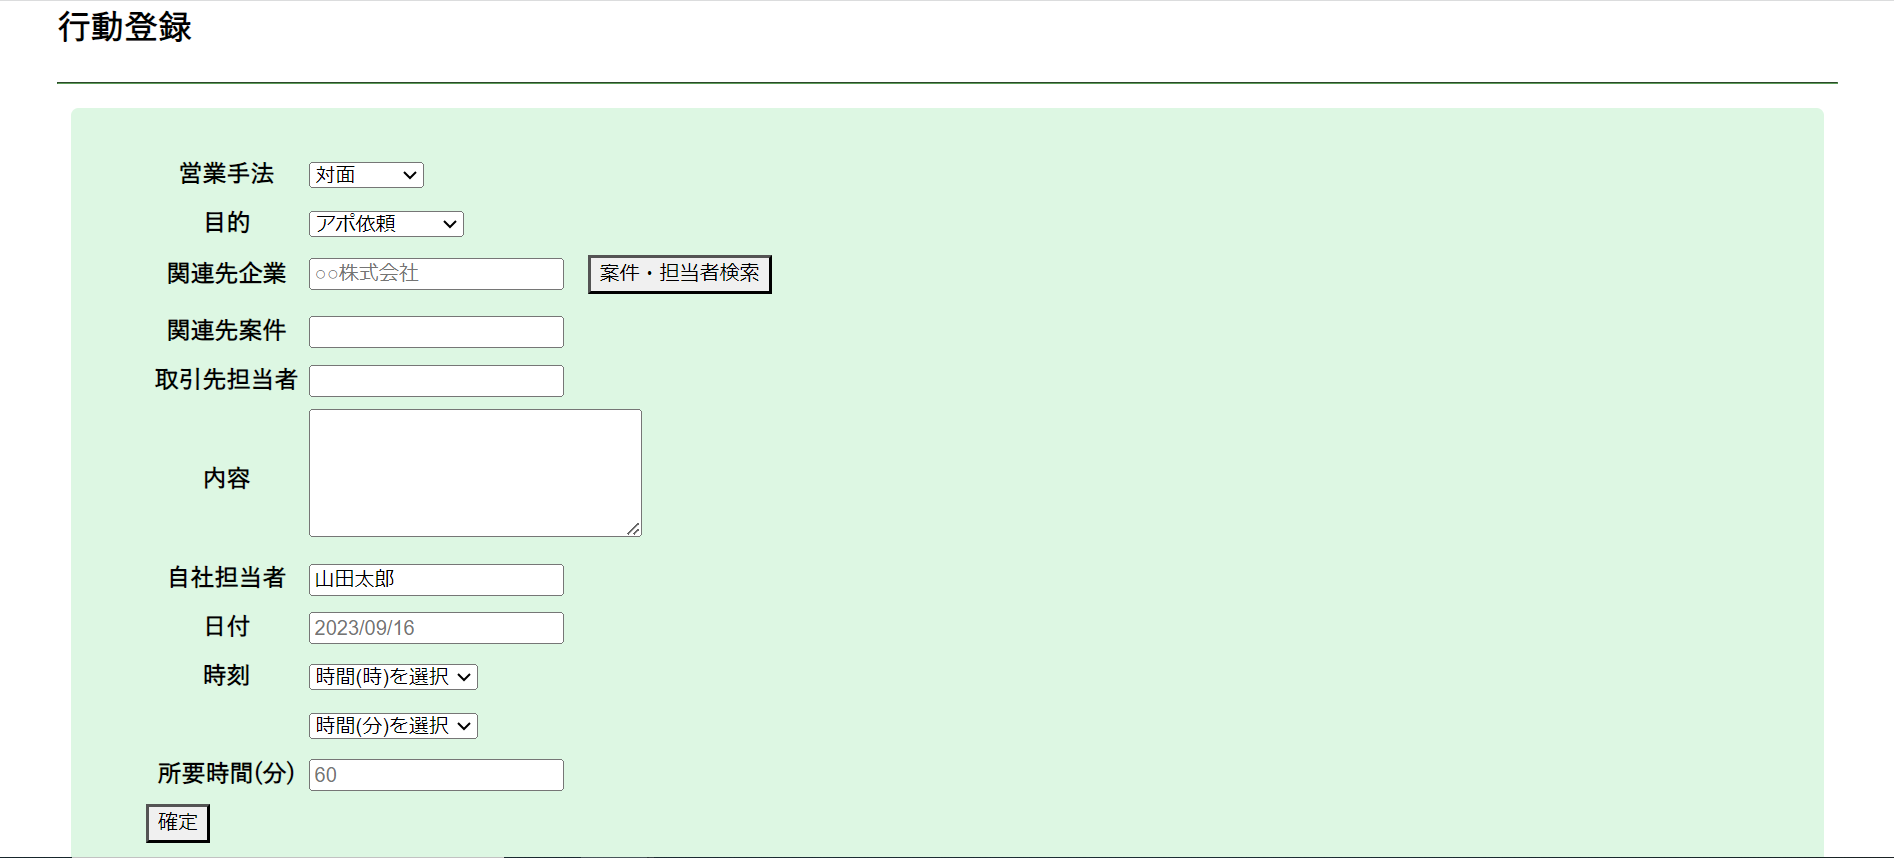 行動登録
営業手法 対面
目的 アポ依頼
関連先企業 ○○株式会社 案件・担当者検索
関連先案件
取引先担当者
内容
自社担当者 山田太郎
日付 2023/09/16
時刻 時間(時)を選択
時間(分)を選択
所要時間(分) 60
確定